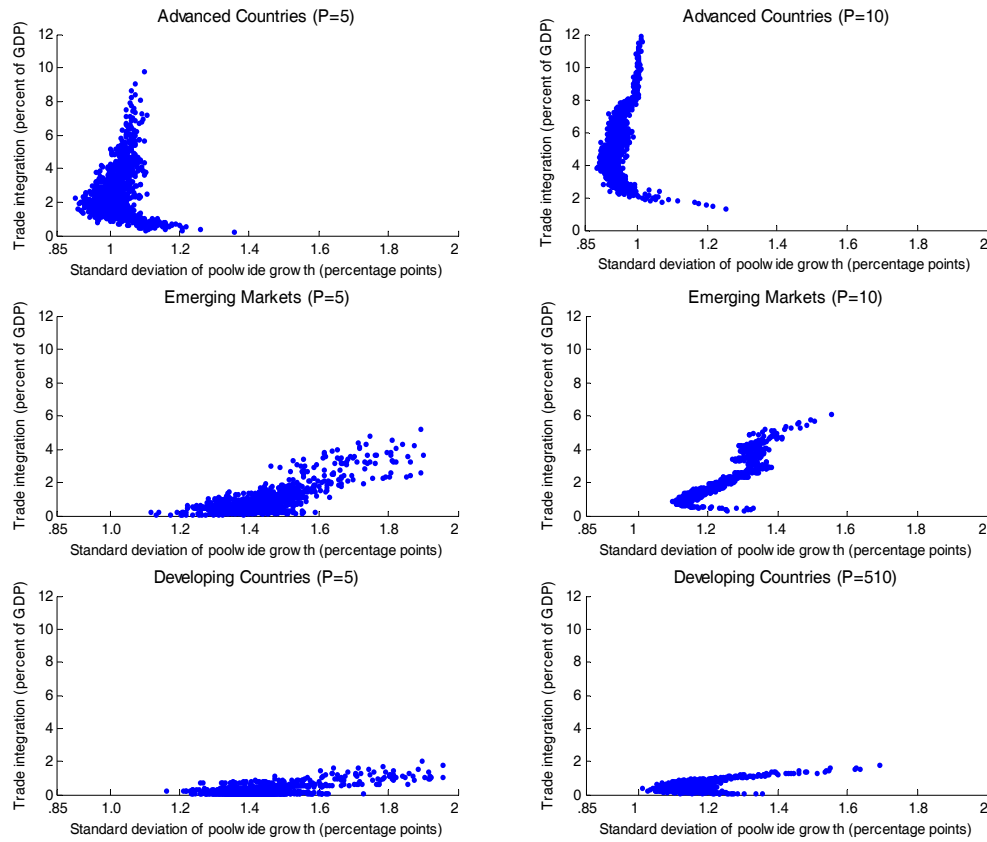 Advanced Countries (P=5)
Trade integration (percent of GDP)
12
10
8
6
4
2
0
.85 1 1.2 1.4 1.6 1.8 2
Standard deviation of poolwide growth (percentage points)
Advanced Countries (P=10)
Trade integration (percent of GDP)
12
10
8
6
4
2
0
.85 1 1.2 1.4 1.6 1.8 2
Standard deviation of poolwide growth (percentage points)
Emerging Markets (P=5)
Trade integration (percent of GDP)
12
10
8
6
4
2
0
.85 1.0 1.2 1.4 1.6 1.8 2
Standard deviation of poolwide growth (percentage points)
Emerging Markets (P=10)
Trade integration (percent of GDP)
12
10
8
6
4
2
0
.85 1 1.2 1.4 1.6 1.8 2
Standard deviation of poolwide growth (percentage points)
Developing Countries (P=5)
Trade integration (percent of GDP)
12
10
8
6
4
2
0
.85 1.0 1.2 1.4 1.6 1.8 2
Standard deviation of poolwide growth (percentage points)
Developing Countries (P=510)
Trade integration (percent of GDP)
12
10
8
6
4
2
0
.85 1 1.2 1.4 1.6 1.8 2
Standard deviation of poolwide growth (percentage points)